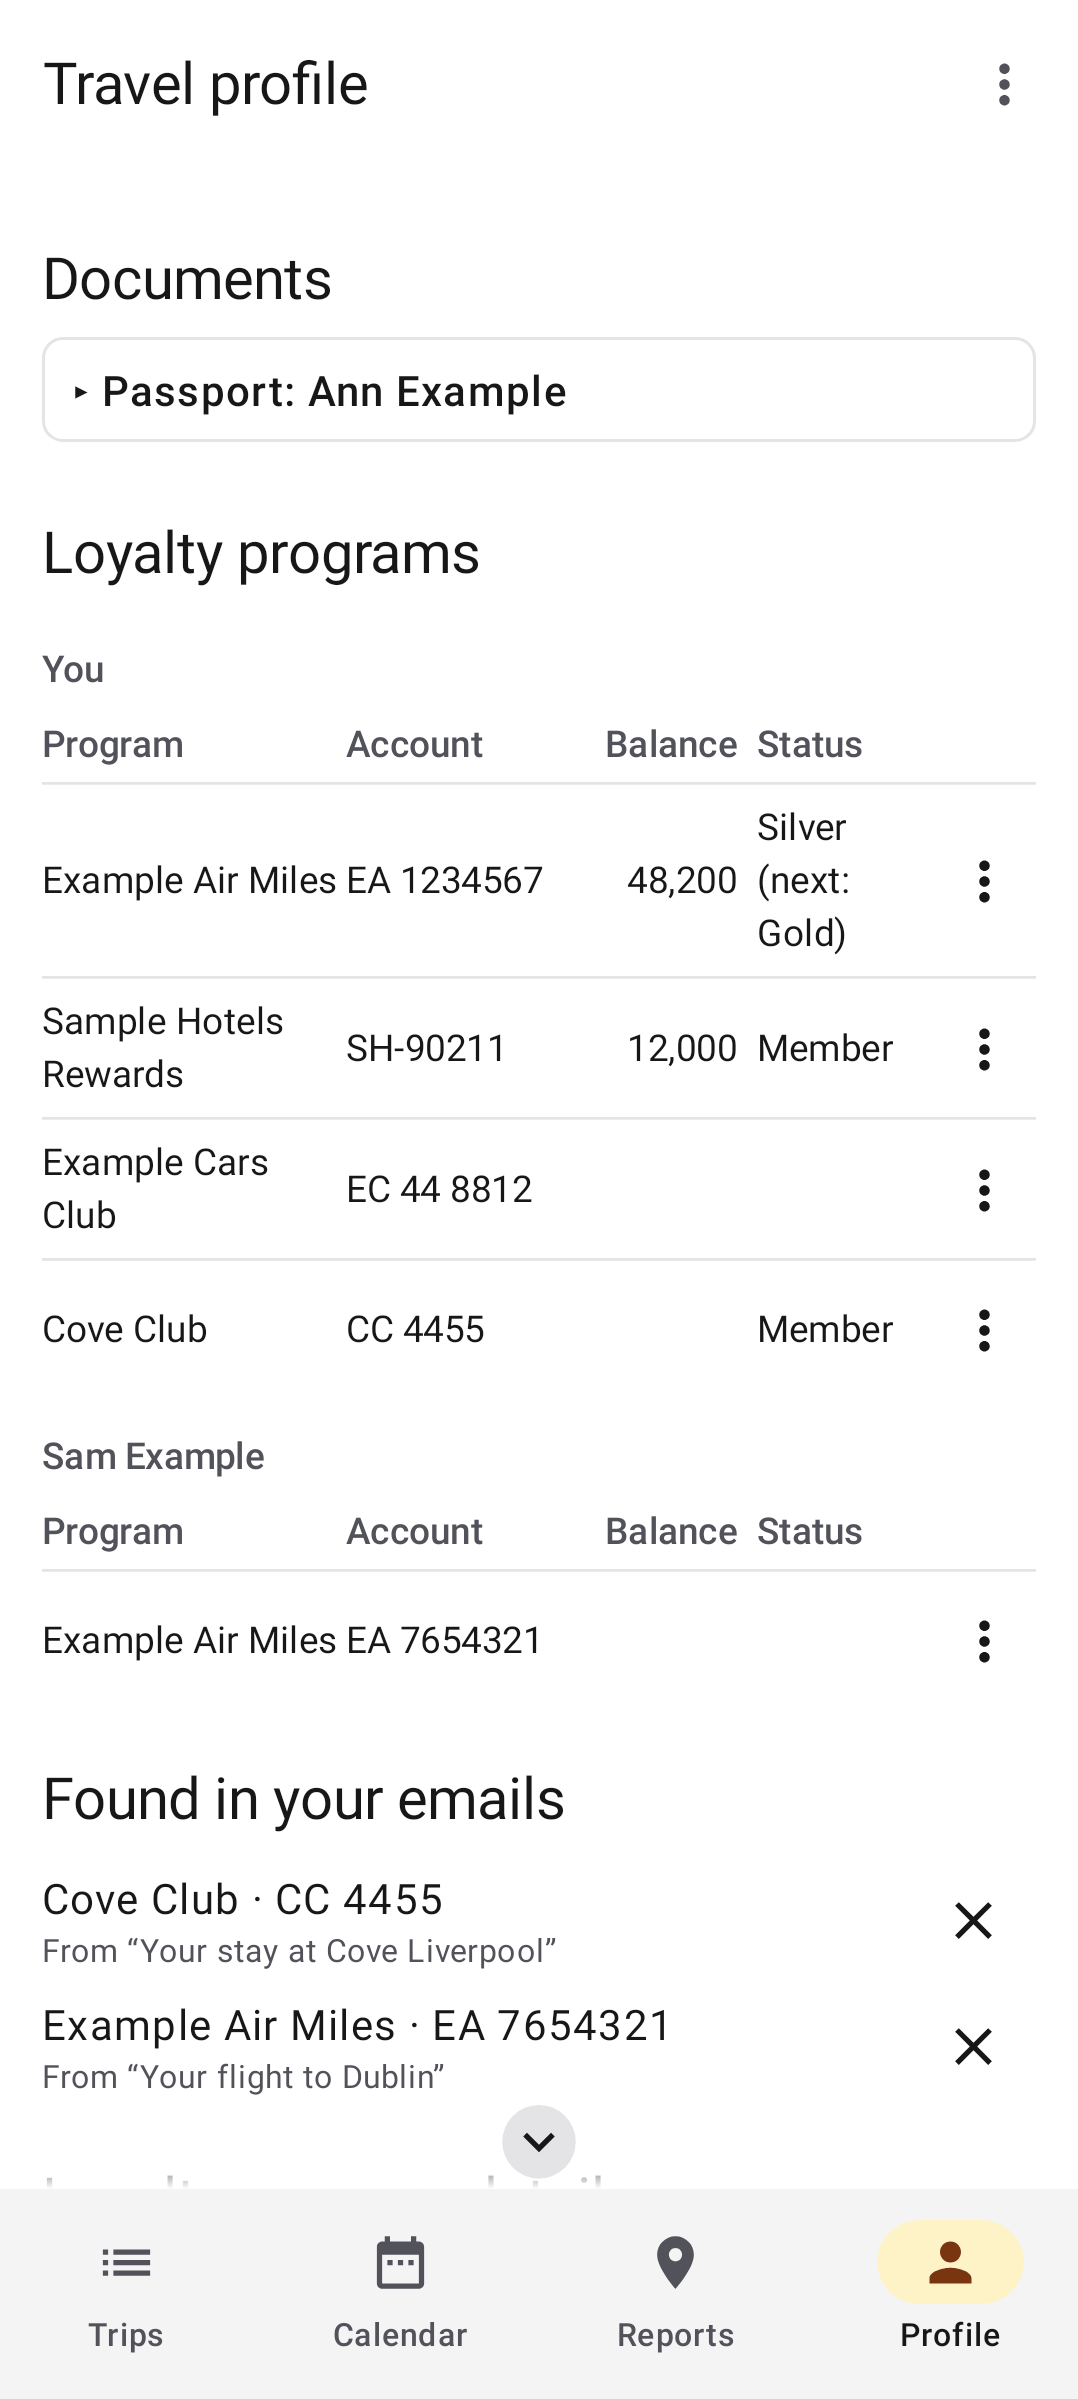 Travel profile
Documents
▸ Passport: Ann Example
Loyalty programs
You
Program Account Balance Status
Example Air Miles EA 1234567 48,200 Silver (next: Gold)
Sample Hotels Rewards SH-90211 12,000 Member
Example Cars Club EC 44 8812
Cove Club CC 4455 Member
Sam Example
Program Account Balance Status
Example Air Miles EA 7654321
Found in your emails
Cove Club · CC 4455
From “Your stay at Cove Liverpool”
Example Air Miles · EA 7654321
From “Your flight to Dublin”
Trips Calendar Reports Profile